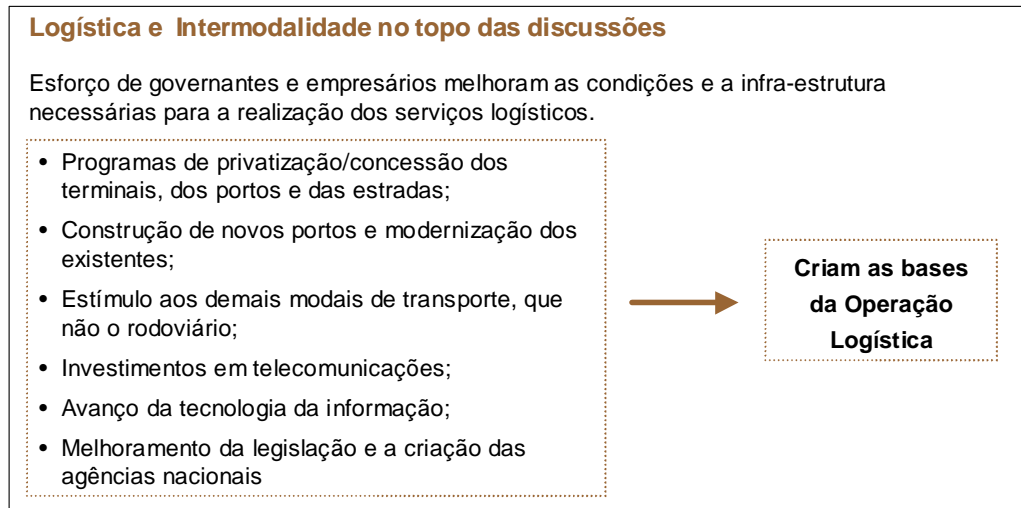 Logística e Intermodalidade no topo das discussões
Esforço de governantes e empresários melhoram as condições e a infra-estrutura
necessárias para a realização dos serviços logísticos.
• Programas de privatização/concessão dos
terminais, dos portos e das estradas;
• Construção de novos portos e modernização dos
existentes;
• Estímulo aos demais modais de transporte, que
não o rodoviário;
• Investimentos em telecomunicações;
• Avanço da tecnologia da informação;
• Melhoramento da legislação e a criação das
agências nacionais
Criam as bases
da Operação
Logística